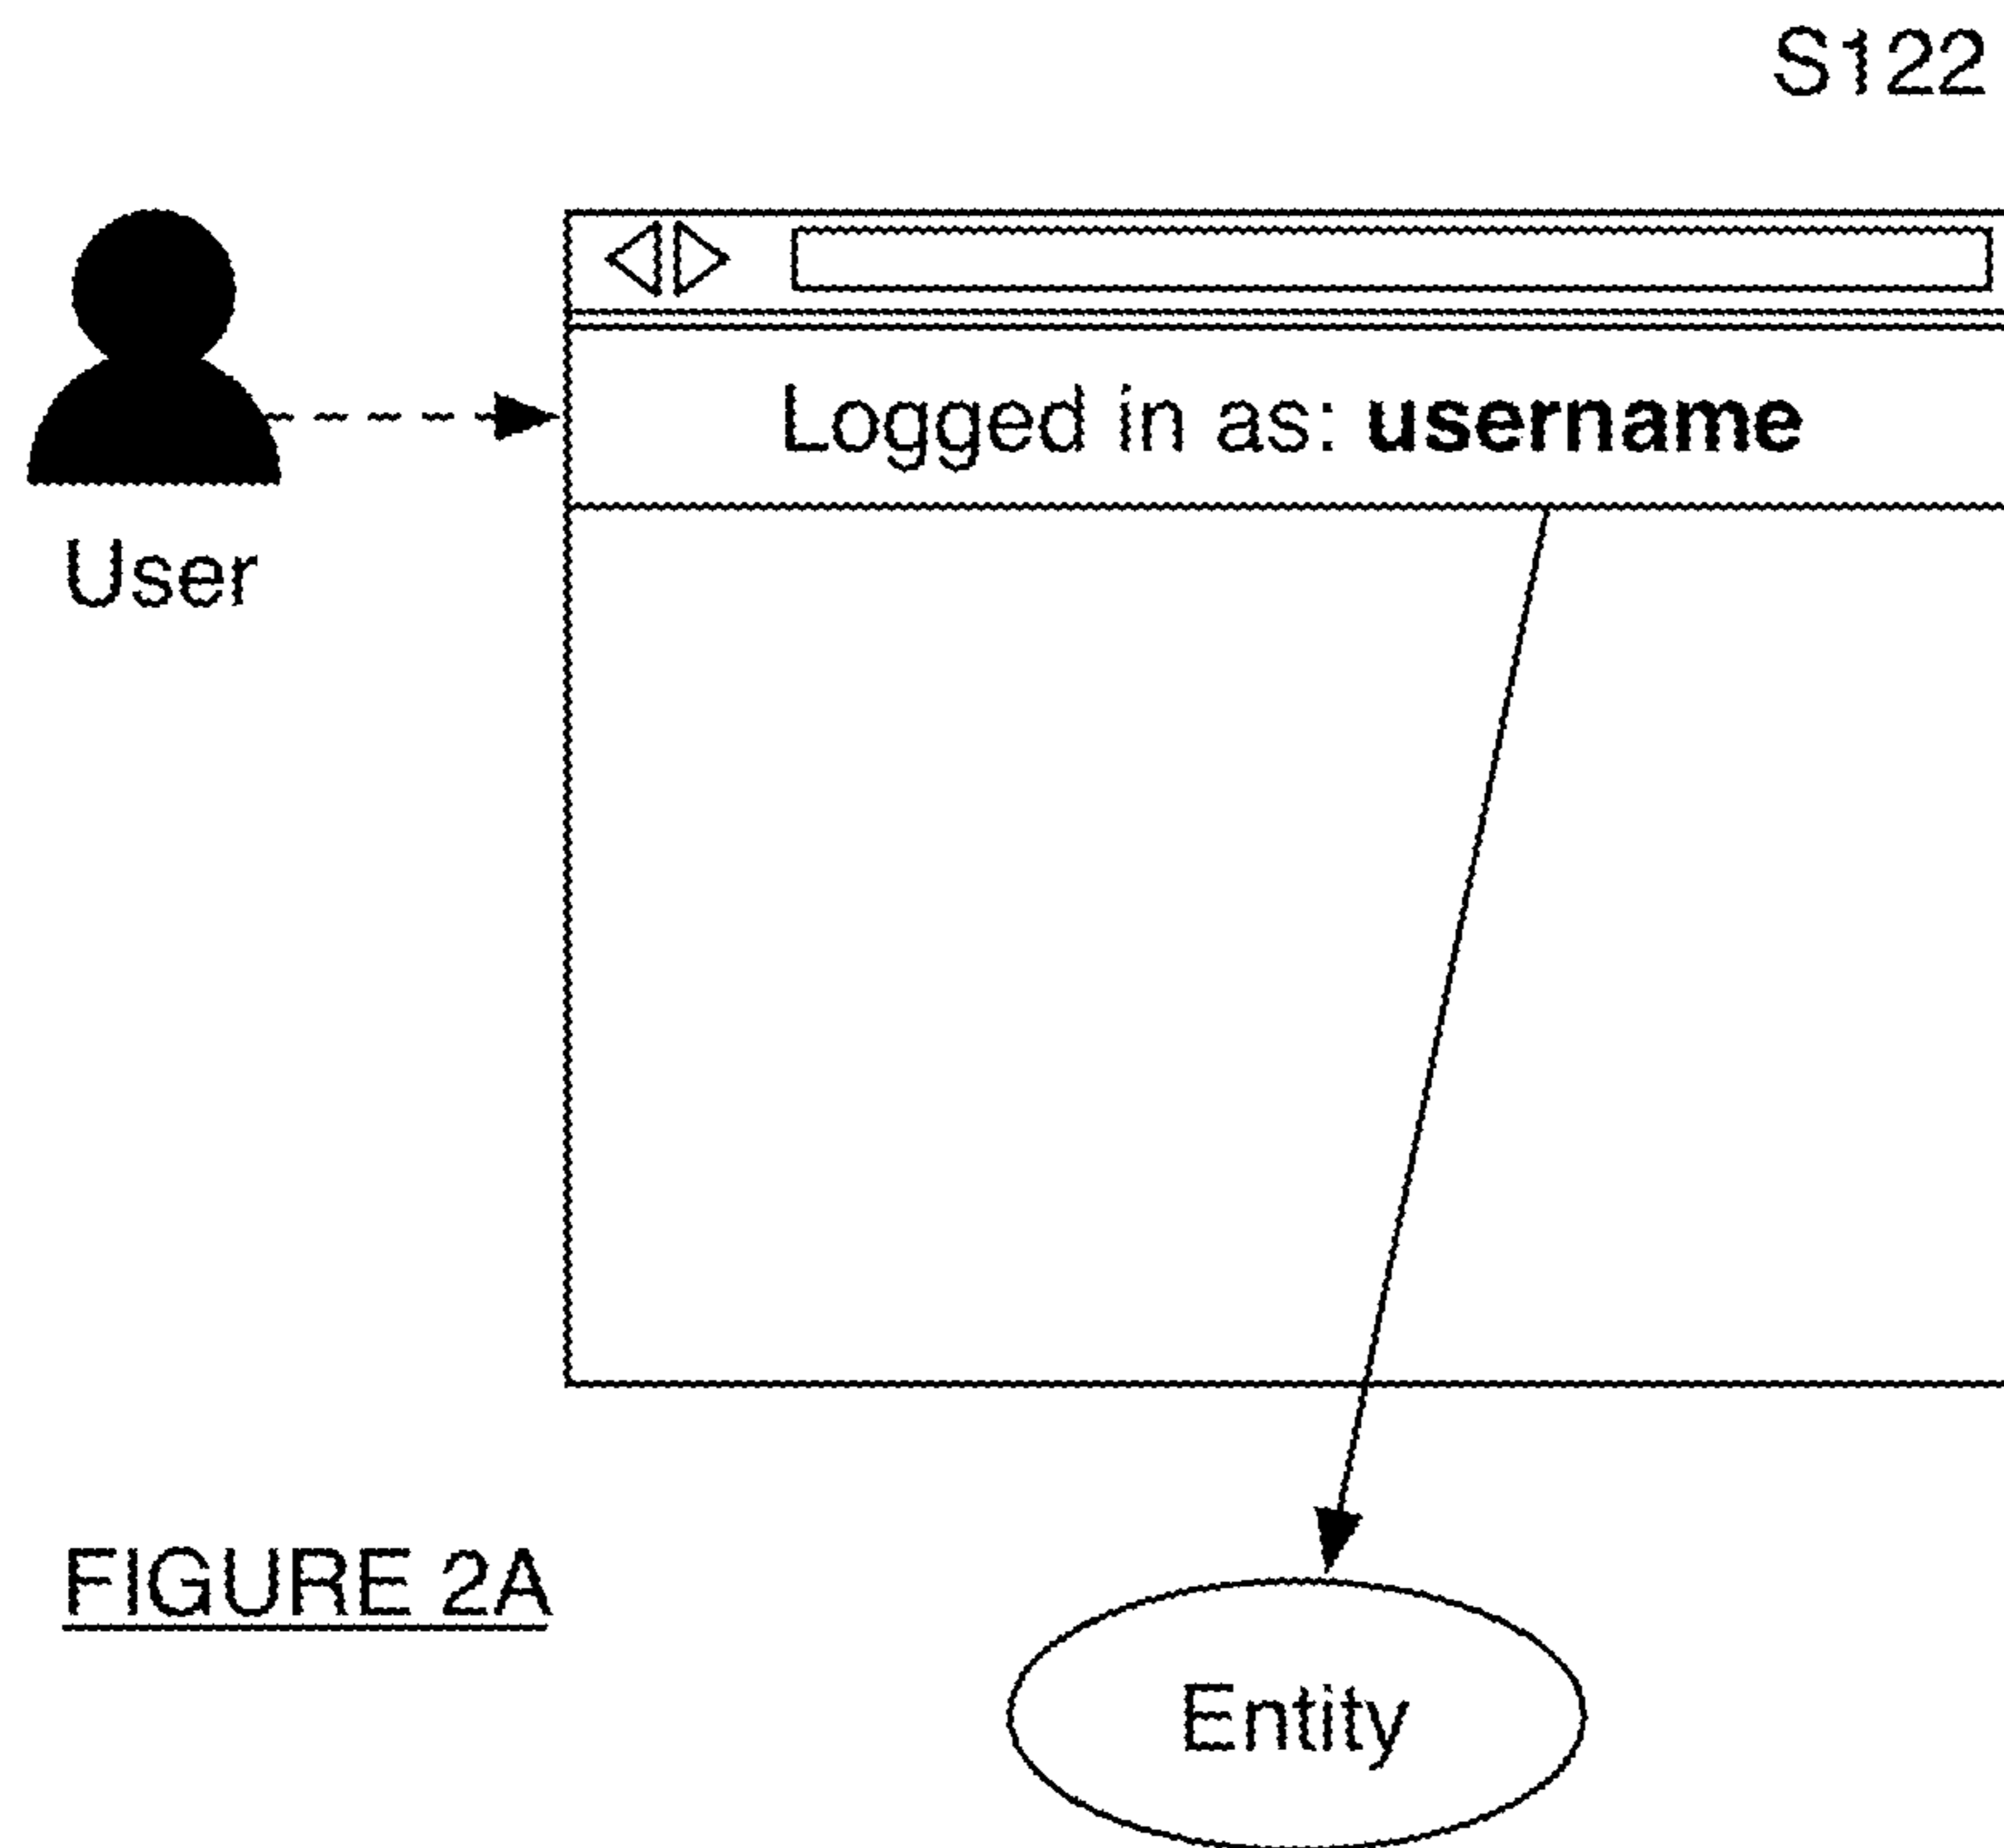 S122
Logged in as: username
User
FIGURE 2A
Entity